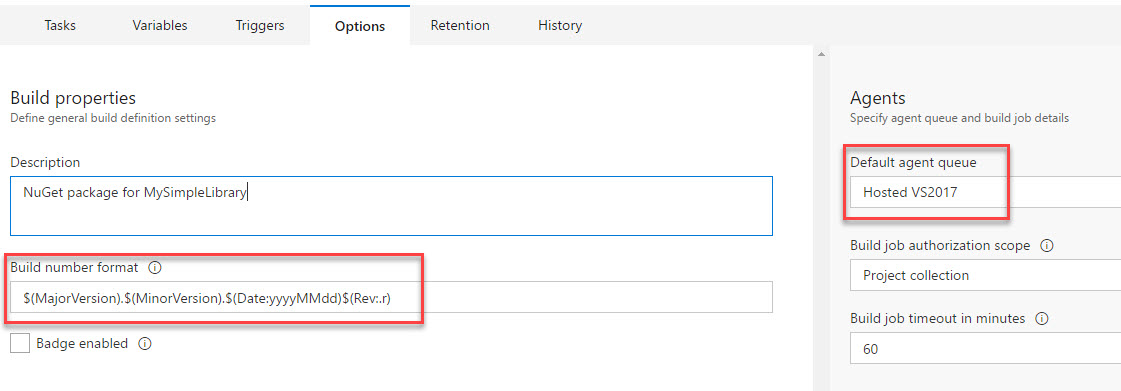 Tasks Variables Triggers Options Retention History
Build properties
Define general build definition settings
Description
NuGet package for MySimpleLibrary
Build number format
$(MajorVersion).$(MinorVersion).$(Date:yyyyMMdd)$(Rev:.r)
Badge enabled
Agents
Specify agent queue and build job details
Default agent queue
Hosted VS2017
Build job authorization scope
Project collection
Build job timeout in minutes
60